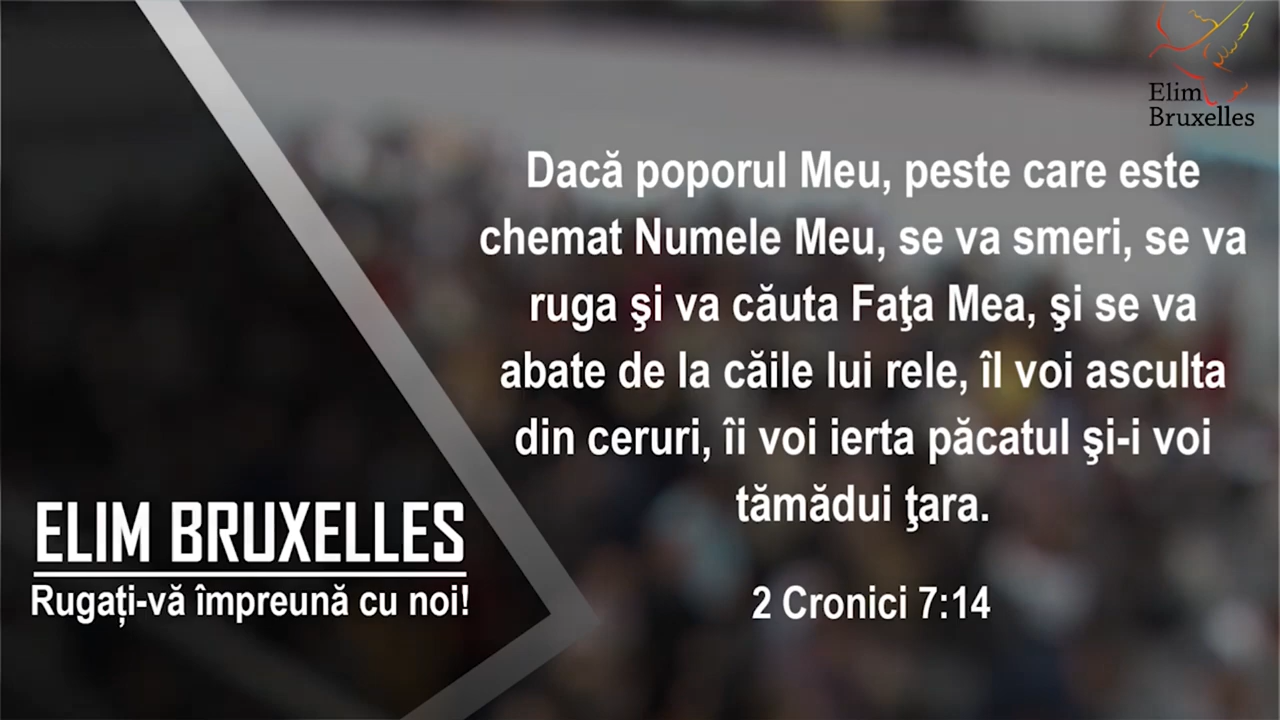 Elim
Bruxelles
Dacă poporul Meu, peste care este
chemat Numele Meu, se va smeri, se va
ruga şi va căuta Faţa Mea, şi se va
abate de la căile lui rele, îl voi asculta
din ceruri, îi voi ierta păcatul şi-i voi
tămădui ţara.
2 Cronici 7:14
ELIM BRUXELLES
Rugați-vă împreună cu noi!